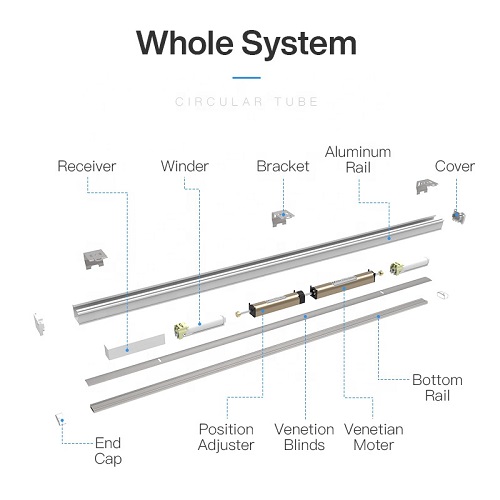 Whole System
CIRCULAR TUBE
Receiver
Winder
Bracket
Aluminum
Rail
Cover
Bottom
Rail
End
Cap
Position
Adjuster
Venetion
Blinds
Venetian
Moter